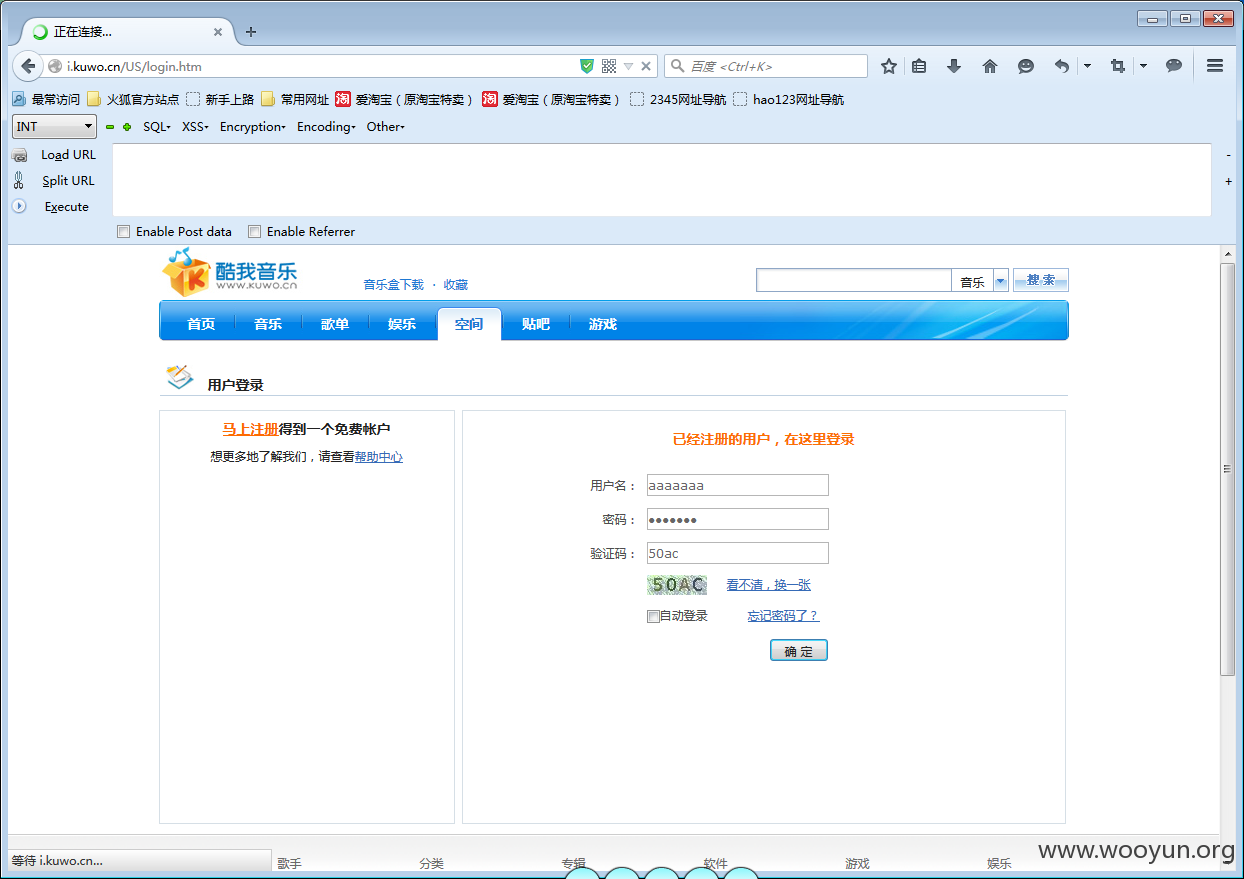 正在连接...
i.kuwo.cn/US/login.htm
百度 <Ctrl+K>
最常访问 火狐官方站点 新手上路 常用网址 淘 爱淘宝（原淘宝特卖） 淘 爱淘宝（原淘宝特卖） 2345网址导航 hao123网址导航
INT SQL XSS Encryption Encoding Other
Load URL
Split URL
Execute
Enable Post data Enable Referrer
酷我音乐
WWW.KUWO.CN
音乐盒下载 · 收藏
音乐 搜索
首页 音乐 歌单 娱乐 空间 贴吧 游戏
用户登录
马上注册得到一个免费帐户
想更多地了解我们，请查看帮助中心
已经注册的用户，在这里登录
用户名： aaaaaaa
密码： ●●●●●●●
验证码： 50ac
50AC 看不清，换一张
自动登录 忘记密码了？
确 定
等待 i.kuwo.cn...
歌手 分类 专辑 软件 游戏 娱乐
www.wooyun.org